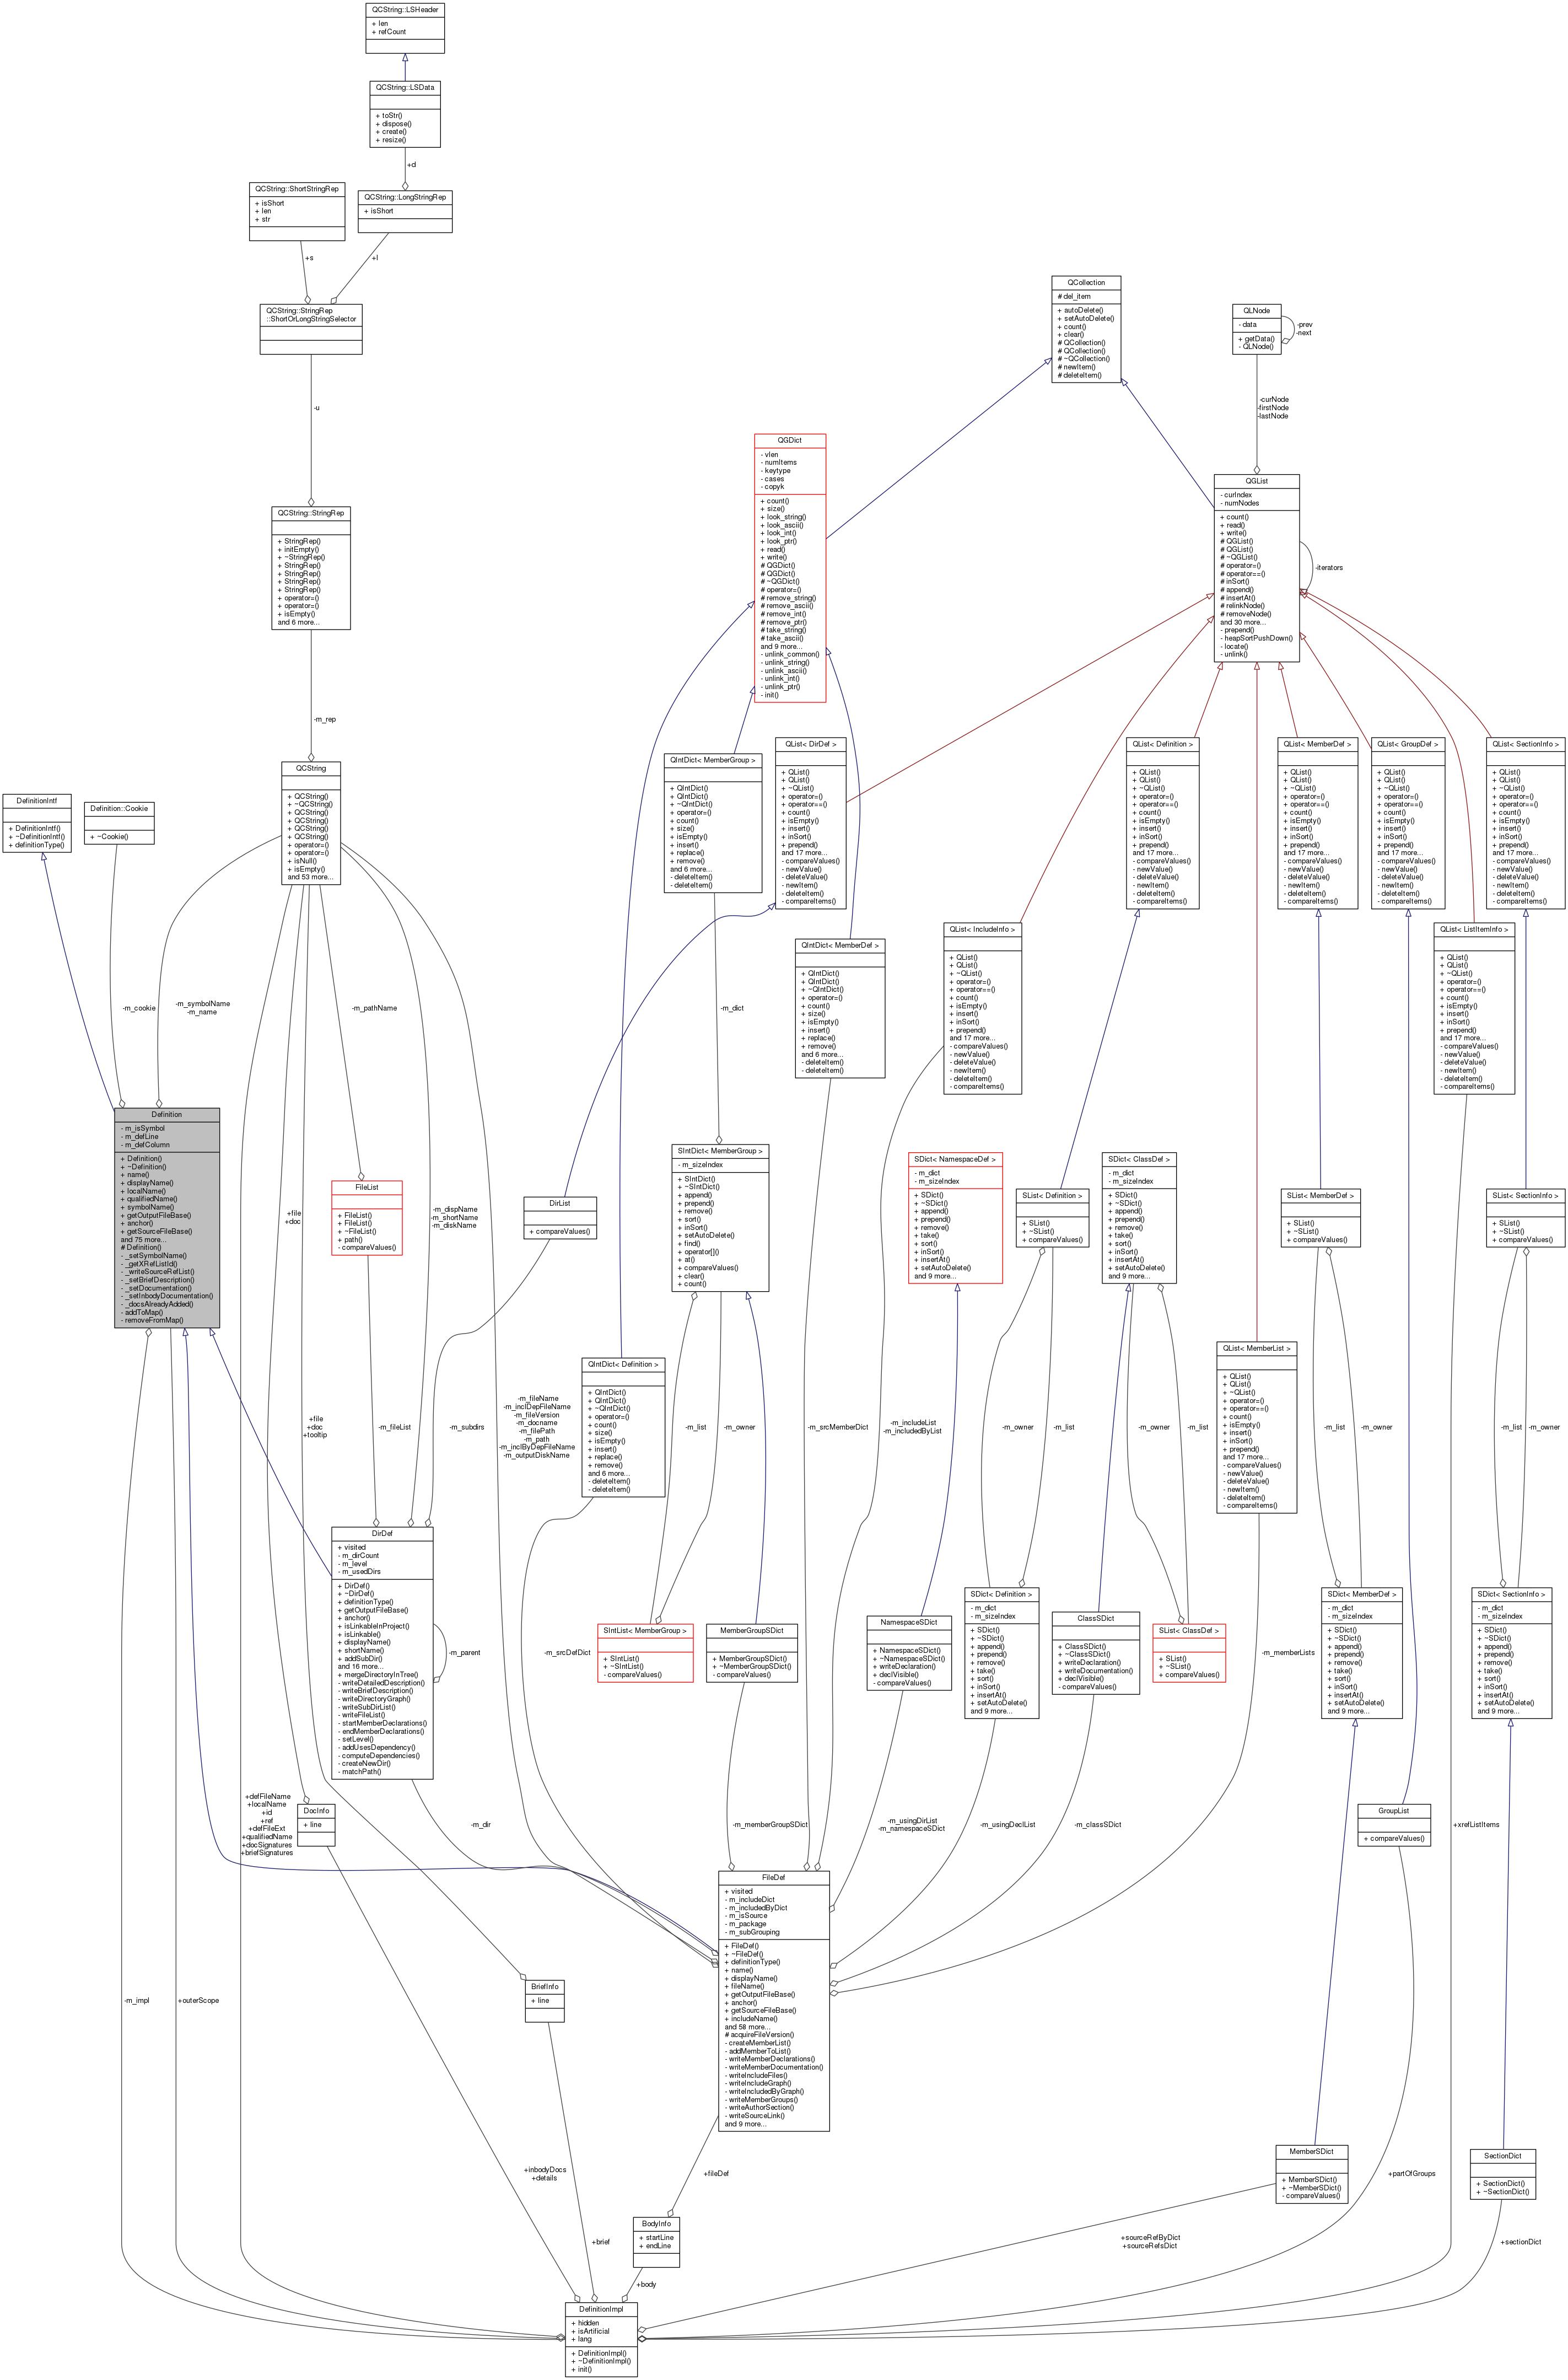 QCString::LSHeader
+ len
+ refCount
QCString::LSData
+ toStr()
+ dispose()
+ create()
+ resize()
+d
QCString::ShortStringRep
+ isShort
+ len
+ str
QCString::LongStringRep
+ isShort
+s
+l
QCString::StringRep
::ShortOrLongStringSelector
-u
QCollection
# del_item
+ autoDelete()
+ setAutoDelete()
+ count()
+ clear()
# QCollection()
# QCollection()
# ~QCollection()
# newItem()
# deleteItem()
QLNode
- data
+ getData()
- QLNode()
-prev
-next
-curNode
-firstNode
-lastNode
QGDict
- vlen
- numItems
- keytype
- cases
- copyk
+ count()
+ size()
+ look_string()
+ look_ascii()
+ look_int()
+ look_ptr()
+ read()
+ write()
# QGDict()
# QGDict()
# ~QGDict()
# operator=()
# remove_string()
# remove_ascii()
# remove_int()
# remove_ptr()
# take_string()
# take_ascii()
and 9 more...
- unlink_common()
- unlink_string()
- unlink_ascii()
- unlink_int()
- unlink_ptr()
- init()
QGList
- curIndex
- numNodes
+ count()
+ read()
+ write()
# QGList()
# QGList()
# ~QGList()
# operator=()
# operator==()
# inSort()
# append()
# insertAt()
# relinkNode()
# removeNode()
and 30 more...
- prepend()
- heapSortPushDown()
- locate()
- unlink()
-iterators
QCString::StringRep
+ StringRep()
+ initEmpty()
+ ~StringRep()
+ StringRep()
+ StringRep()
+ StringRep()
+ StringRep()
+ operator=()
+ operator=()
+ isEmpty()
and 6 more...
-m_rep
QCString
+ QCString()
+ ~QCString()
+ QCString()
+ QCString()
+ QCString()
+ QCString()
+ operator=()
+ operator=()
+ isNull()
+ isEmpty()
and 53 more...
DefinitionIntf
+ DefinitionIntf()
+ ~DefinitionIntf()
+ definitionType()
Definition::Cookie
+ ~Cookie()
QIntDict< MemberGroup >
+ QIntDict()
+ QIntDict()
+ ~QIntDict()
+ operator=()
+ count()
+ size()
+ isEmpty()
+ insert()
+ replace()
+ remove()
and 6 more...
- deleteItem()
- deleteItem()
QList< DirDef >
+ QList()
+ QList()
+ ~QList()
+ operator=()
+ operator==()
+ count()
+ isEmpty()
+ insert()
+ inSort()
+ prepend()
and 17 more...
- compareValues()
- newValue()
- deleteValue()
- newItem()
- deleteItem()
- compareItems()
QList< Definition >
+ QList()
+ QList()
+ ~QList()
+ operator=()
+ operator==()
+ count()
+ isEmpty()
+ insert()
+ inSort()
+ prepend()
and 17 more...
- compareValues()
- newValue()
- deleteValue()
- newItem()
- deleteItem()
- compareItems()
QList< MemberDef >
+ QList()
+ QList()
+ ~QList()
+ operator=()
+ operator==()
+ count()
+ isEmpty()
+ insert()
+ inSort()
+ prepend()
and 17 more...
- compareValues()
- newValue()
- deleteValue()
- newItem()
- deleteItem()
- compareItems()
QList< GroupDef >
+ QList()
+ QList()
+ ~QList()
+ operator=()
+ operator==()
+ count()
+ isEmpty()
+ insert()
+ inSort()
+ prepend()
and 17 more...
- compareValues()
- newValue()
- deleteValue()
- newItem()
- deleteItem()
- compareItems()
QList< SectionInfo >
+ QList()
+ QList()
+ ~QList()
+ operator=()
+ operator==()
+ count()
+ isEmpty()
+ insert()
+ inSort()
+ prepend()
and 17 more...
- compareValues()
- newValue()
- deleteValue()
- newItem()
- deleteItem()
- compareItems()
QIntDict< MemberDef >
+ QIntDict()
+ QIntDict()
+ ~QIntDict()
+ operator=()
+ count()
+ size()
+ isEmpty()
+ insert()
+ replace()
+ remove()
and 6 more...
- deleteItem()
- deleteItem()
QList< IncludeInfo >
+ QList()
+ QList()
+ ~QList()
+ operator=()
+ operator==()
+ count()
+ isEmpty()
+ insert()
+ inSort()
+ prepend()
and 17 more...
- compareValues()
- newValue()
- deleteValue()
- newItem()
- deleteItem()
- compareItems()
QList< ListItemInfo >
+ QList()
+ QList()
+ ~QList()
+ operator=()
+ operator==()
+ count()
+ isEmpty()
+ insert()
+ inSort()
+ prepend()
and 17 more...
- compareValues()
- newValue()
- deleteValue()
- newItem()
- deleteItem()
- compareItems()
-m_cookie
-m_symbolName
-m_name
-m_pathName
-m_dict
Definition
- m_isSymbol
- m_defLine
- m_defColumn
+ Definition()
+ ~Definition()
+ name()
+ displayName()
+ localName()
+ qualifiedName()
+ symbolName()
+ getOutputFileBase()
+ anchor()
+ getSourceFileBase()
and 75 more...
# Definition()
- _setSymbolName()
- _getXRefListId()
- _writeSourceRefList()
- _setBriefDescription()
- _setDocumentation()
- _setInbodyDocumentation()
- _docsAlreadyAdded()
- addToMap()
- removeFromMap()
+file
+doc
FileList
+ FileList()
+ FileList()
+ ~FileList()
+ path()
- compareValues()
-m_dispName
-m_shortName
-m_diskName
DirList
+ compareValues()
SIntDict< MemberGroup >
- m_sizeIndex
+ SIntDict()
+ ~SIntDict()
+ append()
+ prepend()
+ remove()
+ sort()
+ inSort()
+ setAutoDelete()
+ find()
+ operator[]()
+ at()
+ compareValues()
+ clear()
+ count()
SDict< NamespaceDef >
- m_dict
- m_sizeIndex
+ SDict()
+ ~SDict()
+ append()
+ prepend()
+ remove()
+ take()
+ sort()
+ inSort()
+ insertAt()
+ setAutoDelete()
and 9 more...
SList< Definition >
+ SList()
+ ~SList()
+ compareValues()
SDict< ClassDef >
- m_dict
- m_sizeIndex
+ SDict()
+ ~SDict()
+ append()
+ prepend()
+ remove()
+ take()
+ sort()
+ inSort()
+ insertAt()
+ setAutoDelete()
and 9 more...
SList< MemberDef >
+ SList()
+ ~SList()
+ compareValues()
SList< SectionInfo >
+ SList()
+ ~SList()
+ compareValues()
QIntDict< Definition >
+ QIntDict()
+ QIntDict()
+ ~QIntDict()
+ operator=()
+ count()
+ size()
+ isEmpty()
+ insert()
+ replace()
+ remove()
and 6 more...
- deleteItem()
- deleteItem()
QList< MemberList >
+ QList()
+ QList()
+ ~QList()
+ operator=()
+ operator==()
+ count()
+ isEmpty()
+ insert()
+ inSort()
+ prepend()
and 17 more...
- compareValues()
- newValue()
- deleteValue()
- newItem()
- deleteItem()
- compareItems()
+file
+doc
+tooltip
-m_fileList
-m_subdirs
-m_fileName
-m_inclDepFileName
-m_fileVersion
-m_docname
-m_filePath
-m_path
-m_inclByDepFileName
-m_outputDiskName
-m_list
-m_owner
-m_srcMemberDict
-m_includeList
-m_includedByList
-m_owner
-m_list
-m_owner
-m_list
-m_list
-m_owner
-m_list
-m_owner
DirDef
+ visited
- m_dirCount
- m_level
- m_usedDirs
+ DirDef()
+ ~DirDef()
+ definitionType()
+ getOutputFileBase()
+ anchor()
+ isLinkableInProject()
+ isLinkable()
+ displayName()
+ shortName()
+ addSubDir()
and 16 more...
+ mergeDirectoryInTree()
- writeDetailedDescription()
- writeBriefDescription()
- writeDirectoryGraph()
- writeSubDirList()
- writeFileList()
- startMemberDeclarations()
- endMemberDeclarations()
- setLevel()
- addUsesDependency()
- computeDependencies()
- createNewDir()
- matchPath()
-m_parent
-m_srcDefDict
SIntList< MemberGroup >
+ SIntList()
+ ~SIntList()
- compareValues()
MemberGroupSDict
+ MemberGroupSDict()
+ ~MemberGroupSDict()
- compareValues()
NamespaceSDict
+ NamespaceSDict()
+ ~NamespaceSDict()
+ writeDeclaration()
+ declVisible()
- compareValues()
SDict< Definition >
- m_dict
- m_sizeIndex
+ SDict()
+ ~SDict()
+ append()
+ prepend()
+ remove()
+ take()
+ sort()
+ inSort()
+ insertAt()
+ setAutoDelete()
and 9 more...
ClassSDict
+ ClassSDict()
+ ~ClassSDict()
+ writeDeclaration()
+ writeDocumentation()
+ declVisible()
- compareValues()
SList< ClassDef >
+ SList()
+ ~SList()
+ compareValues()
-m_memberLists
SDict< MemberDef >
- m_dict
- m_sizeIndex
+ SDict()
+ ~SDict()
+ append()
+ prepend()
+ remove()
+ take()
+ sort()
+ inSort()
+ insertAt()
+ setAutoDelete()
and 9 more...
SDict< SectionInfo >
- m_dict
- m_sizeIndex
+ SDict()
+ ~SDict()
+ append()
+ prepend()
+ remove()
+ take()
+ sort()
+ inSort()
+ insertAt()
+ setAutoDelete()
and 9 more...
+defFileName
+localName
+id
+ref
+defFileExt
+qualifiedName
+docSignatures
+briefSignatures
DocInfo
+ line
-m_dir
-m_memberGroupSDict
-m_usingDirList
-m_namespaceSDict
-m_usingDeclList
-m_classSDict
GroupList
+ compareValues()
+xrefListItems
FileDef
+ visited
- m_includeDict
- m_includedByDict
- m_isSource
- m_package
- m_subGrouping
+ FileDef()
+ ~FileDef()
+ definitionType()
+ name()
+ displayName()
+ fileName()
+ getOutputFileBase()
+ anchor()
+ getSourceFileBase()
+ includeName()
and 58 more...
# acquireFileVersion()
- createMemberList()
- addMemberToList()
- writeMemberDeclarations()
- writeMemberDocumentation()
- writeIncludeFiles()
- writeIncludeGraph()
- writeIncludedByGraph()
- writeMemberGroups()
- writeAuthorSection()
- writeSourceLink()
and 9 more...
-m_impl
+outerScope
BriefInfo
+ line
+inbodyDocs
+details
+fileDef
MemberSDict
+ MemberSDict()
+ ~MemberSDict()
- compareValues()
+partOfGroups
SectionDict
+ SectionDict()
+ ~SectionDict()
BodyInfo
+ startLine
+ endLine
+brief
+sourceRefByDict
+sourceRefsDict
+sectionDict
+body
DefinitionImpl
+ hidden
+ isArtificial
+ lang
+ DefinitionImpl()
+ ~DefinitionImpl()
+ init()